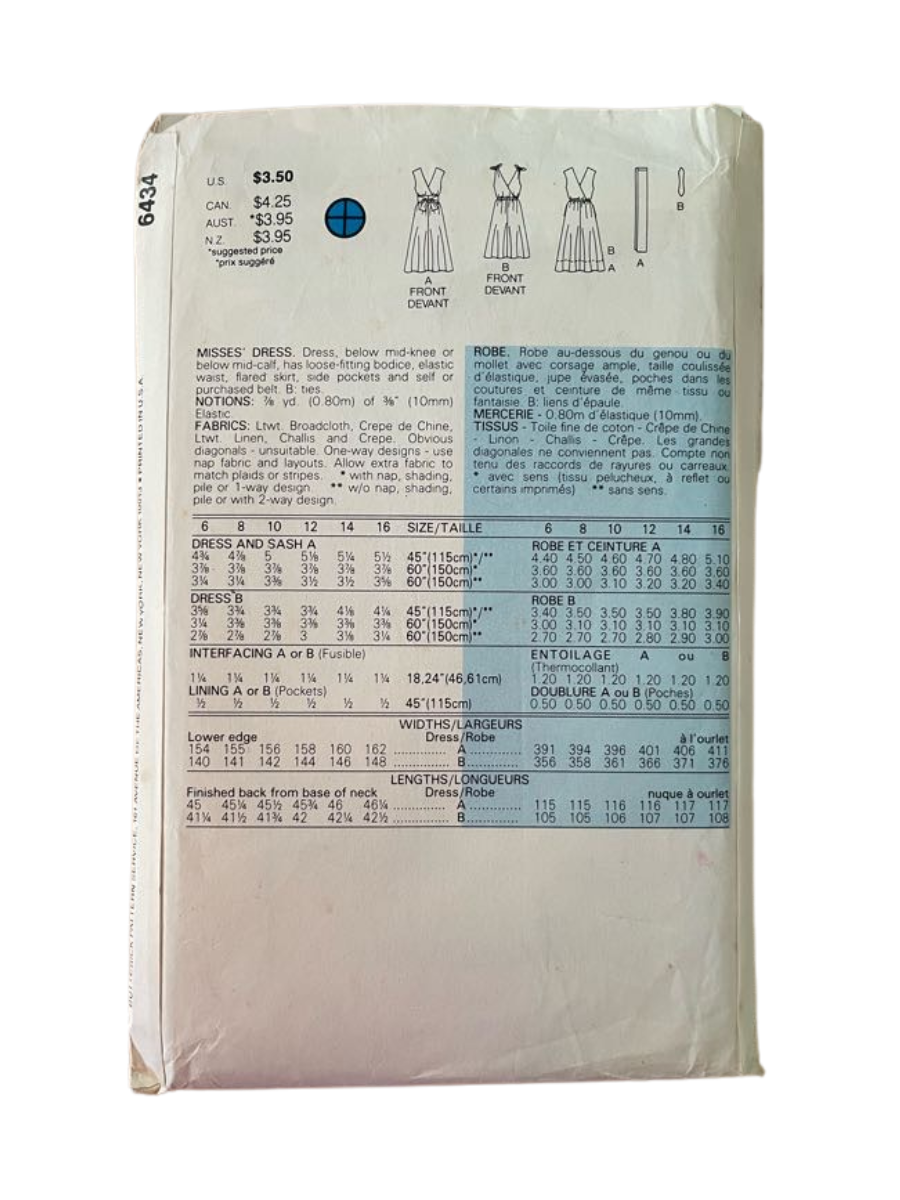 6434
U.S. $3.50
CAN. $4.25
AUST. *$3.95
N.Z. $3.95
*suggested price
*prix suggéré
A
FRONT
DEVANT
B
FRONT
DEVANT
B
A
A
B
MISSES' DRESS. Dress, below mid-knee or
below mid-calf, has loose-fitting bodice, elastic
waist, flared skirt, side pockets and self or
purchased belt. B: ties.
NOTIONS: ⅞ yd. (0.80m) of ⅜" (10mm)
Elastic.
FABRICS: Ltwt. Broadcloth, Crepe de Chine,
Ltwt. Linen, Challis and Crepe. Obvious
diagonals - unsuitable. One-way designs - use
nap fabric and layouts. Allow extra fabric to
match plaids or stripes. * with nap, shading,
pile or 1-way design. ** w/o nap, shading,
pile or with 2-way design.
ROBE. Robe au-dessous du genou ou du
mollet avec corsage ample, taille coulissée
d'élastique, jupe évasée, poches dans les
coutures et ceinture de même tissu ou
fantaisie. B: liens d'épaule.
MERCERIE - 0.80m d'élastique (10mm).
TISSUS - Toile fine de coton - Crêpe de Chine
- Linon - Challis - Crêpe. Les grandes
diagonales ne conviennent pas. Compte non
tenu des raccords de rayures ou carreaux.
* avec sens (tissu pelucheux, à reflet ou
certains imprimés) ** sans sens.
6 8 10 12 14 16 SIZE/TAILLE 6 8 10 12 14 16
DRESS AND SASH A ROBE ET CEINTURE A
4¾ 4⅞ 5 5⅛ 5¼ 5½ 45"(115cm)*/** 4.40 4.50 4.60 4.70 4.80 5.10
3⅞ 3⅞ 3⅞ 3⅞ 3⅞ 3⅞ 60"(150cm)* 3.60 3.60 3.60 3.60 3.60 3.60
3¼ 3¼ 3⅜ 3½ 3½ 3⅝ 60"(150cm)** 3.00 3.00 3.10 3.20 3.20 3.40
DRESS B ROBE B
3⅝ 3¾ 3¾ 3¾ 4⅛ 4¼ 45"(115cm)*/** 3.40 3.50 3.50 3.50 3.80 3.90
3¼ 3⅜ 3⅜ 3⅜ 3⅜ 3⅜ 60"(150cm)* 3.00 3.10 3.10 3.10 3.10 3.10
2⅞ 2⅞ 2⅞ 3 3⅛ 3¼ 60"(150cm)** 2.70 2.70 2.70 2.80 2.90 3.00
INTERFACING A or B (Fusible) ENTOILAGE A ou B
(Thermocollant)
1¼ 1¼ 1¼ 1¼ 1¼ 1¼ 18,24"(46,61cm) 1.20 1.20 1.20 1.20 1.20 1.20
LINING A or B (Pockets) DOUBLURE A ou B (Poches)
½ ½ ½ ½ ½ ½ 45"(115cm) 0.50 0.50 0.50 0.50 0.50 0.50
WIDTHS/LARGEURS
Lower edge Dress/Robe à l'ourlet
154 155 156 158 160 162 .............. A ............. 391 394 396 401 406 411
140 141 142 144 146 148 .............. B ............. 356 358 361 366 371 376
LENGTHS/LONGUEURS
Finished back from base of neck Dress/Robe nuque à ourlet
45 45¼ 45½ 45¾ 46 46¼ .............. A ............. 115 115 116 116 117 117
41¼ 41½ 41¾ 42 42¼ 42½ .............. B ............. 105 105 106 107 107 108
BUTTERICK PATTERN SERVICE, 161 AVENUE OF THE AMERICAS, NEW YORK, NEW YORK 10013 • PRINTED IN U.S.A.